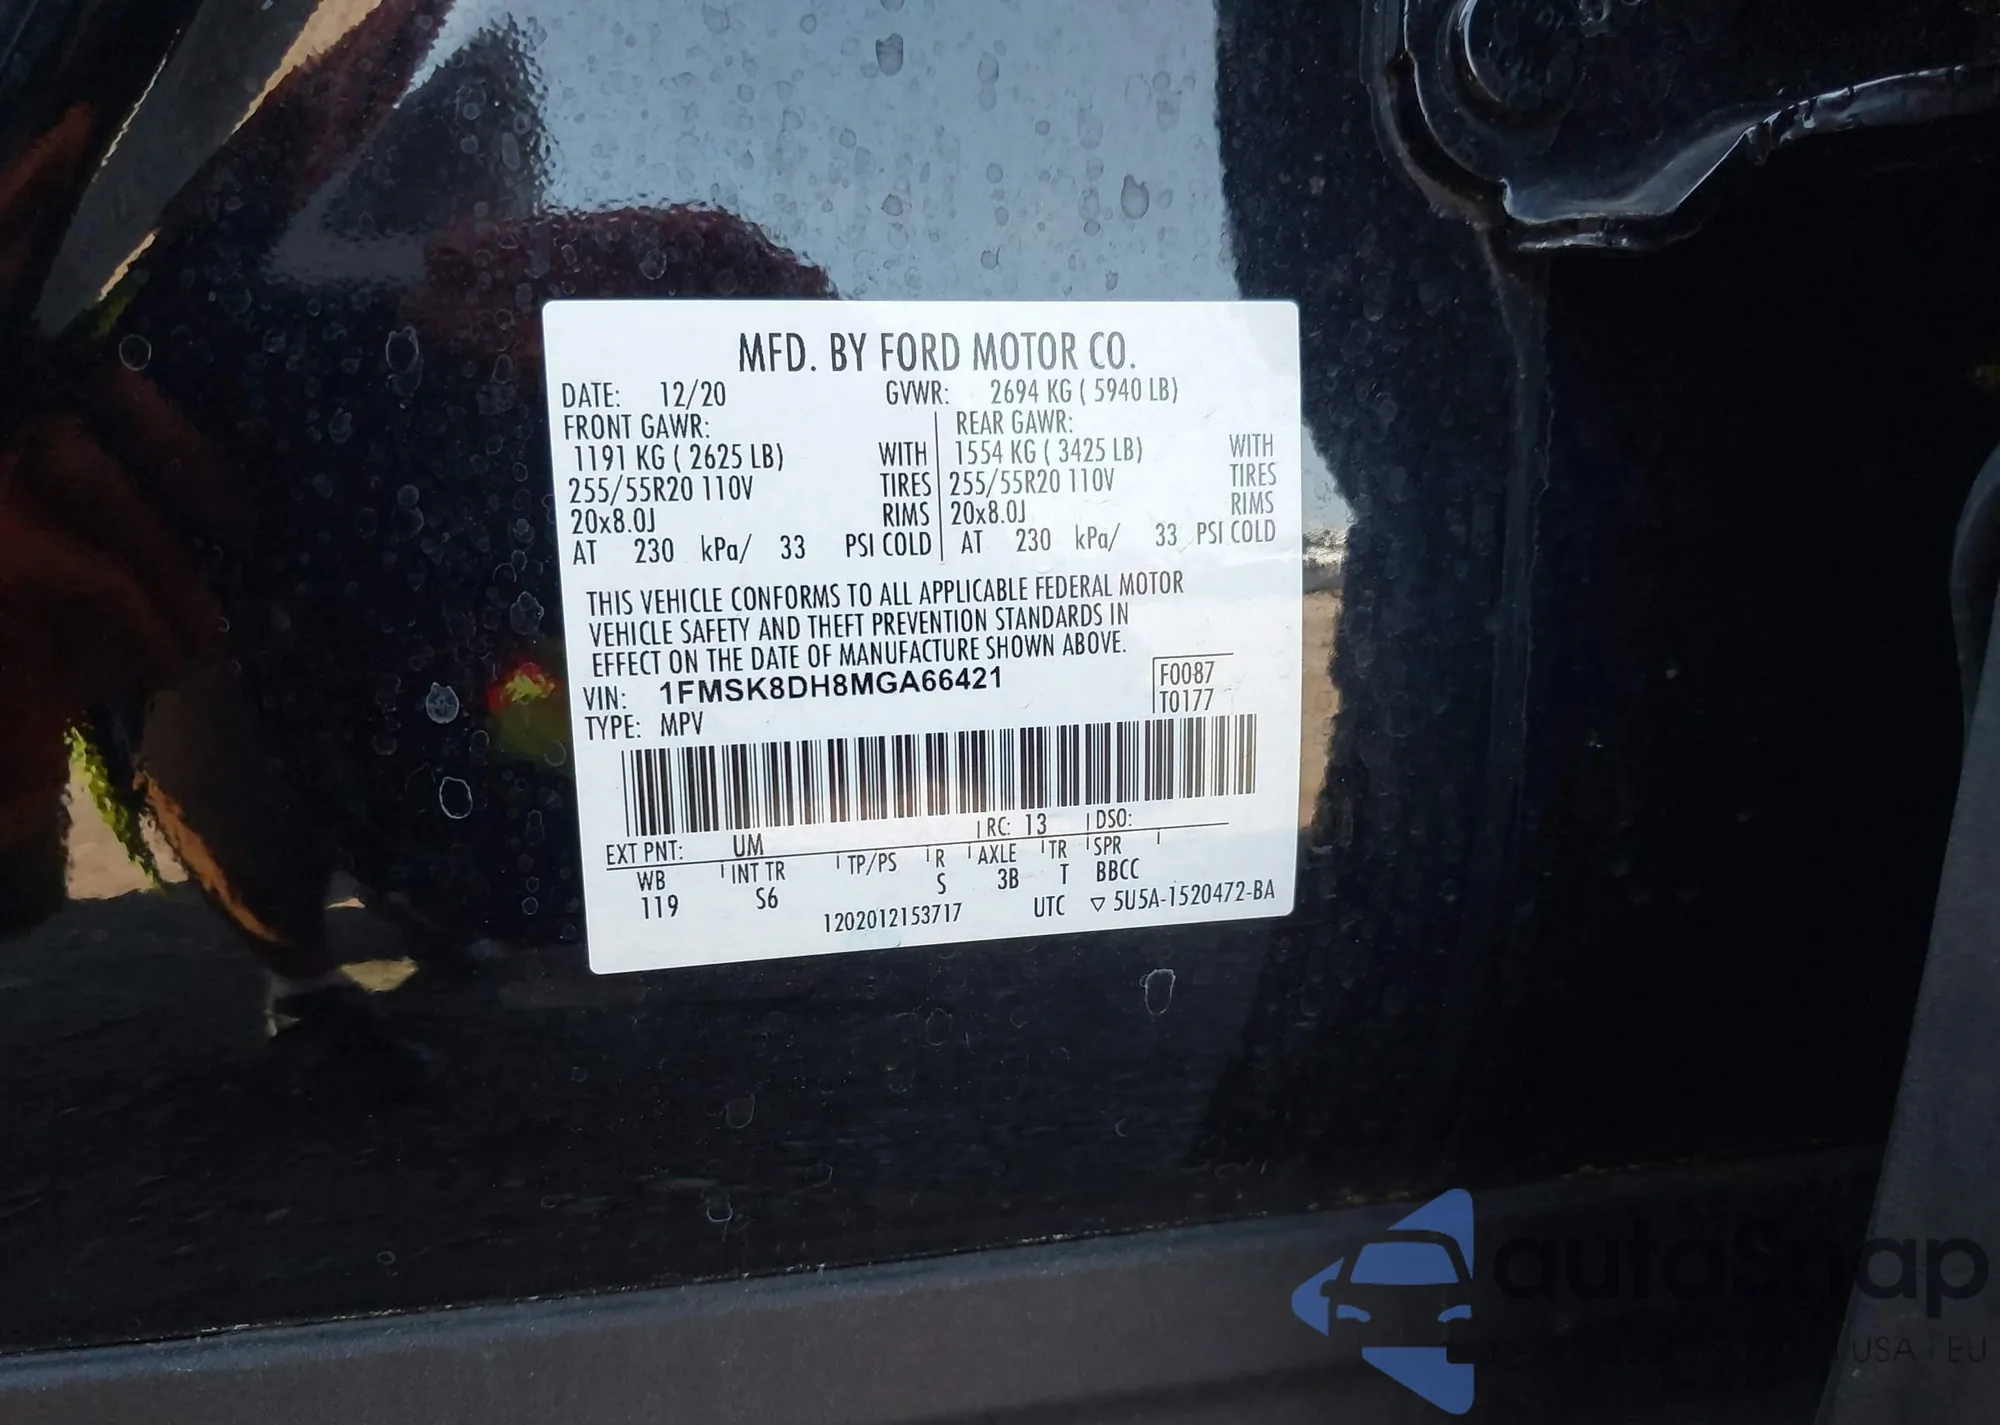 MFD. BY FORD MOTOR CO.
DATE: 12/20 GVWR: 2694 KG ( 5940 LB)
FRONT GAWR: REAR GAWR:
1191 KG ( 2625 LB) WITH 1554 KG ( 3425 LB) WITH
255/55R20 110V TIRES 255/55R20 110V TIRES
20x8.0J RIMS 20x8.0J RIMS
AT 230 kPa/ 33 PSI COLD AT 230 kPa/ 33 PSI COLD
THIS VEHICLE CONFORMS TO ALL APPLICABLE FEDERAL MOTOR
VEHICLE SAFETY AND THEFT PREVENTION STANDARDS IN
EFFECT ON THE DATE OF MANUFACTURE SHOWN ABOVE.
VIN: 1FMSK8DH8MGA66421 F0087
TYPE: MPV T0177
EXT PNT: UM RC: 13 DSO:
WB INT TR TP/PS R AXLE TR SPR
119 S6 S 3B T BBCC
1202012153717 UTC ▽ 5U5A-1520472-BA
autoSnap
USA | EU